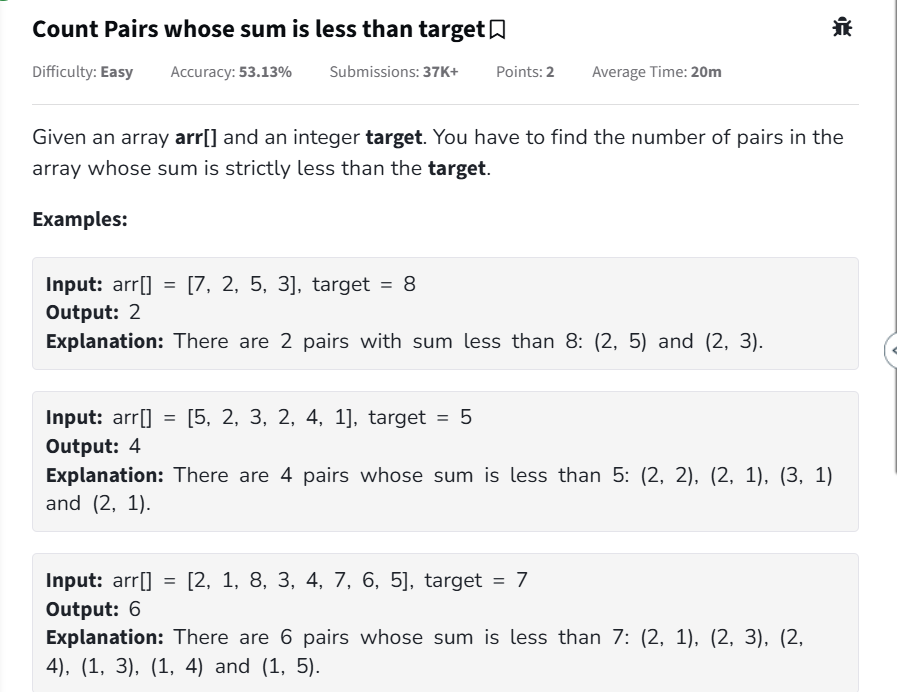 Count Pairs whose sum is less than target
Difficulty: Easy Accuracy: 53.13% Submissions: 37K+ Points: 2 Average Time: 20m
Given an array arr[] and an integer target. You have to find the number of pairs in the
array whose sum is strictly less than the target.
Examples:
Input: arr[] = [7, 2, 5, 3], target = 8
Output: 2
Explanation: There are 2 pairs with sum less than 8: (2, 5) and (2, 3).
Input: arr[] = [5, 2, 3, 2, 4, 1], target = 5
Output: 4
Explanation: There are 4 pairs whose sum is less than 5: (2, 2), (2, 1), (3, 1)
and (2, 1).
Input: arr[] = [2, 1, 8, 3, 4, 7, 6, 5], target = 7
Output: 6
Explanation: There are 6 pairs whose sum is less than 7: (2, 1), (2, 3), (2,
4), (1, 3), (1, 4) and (1, 5).